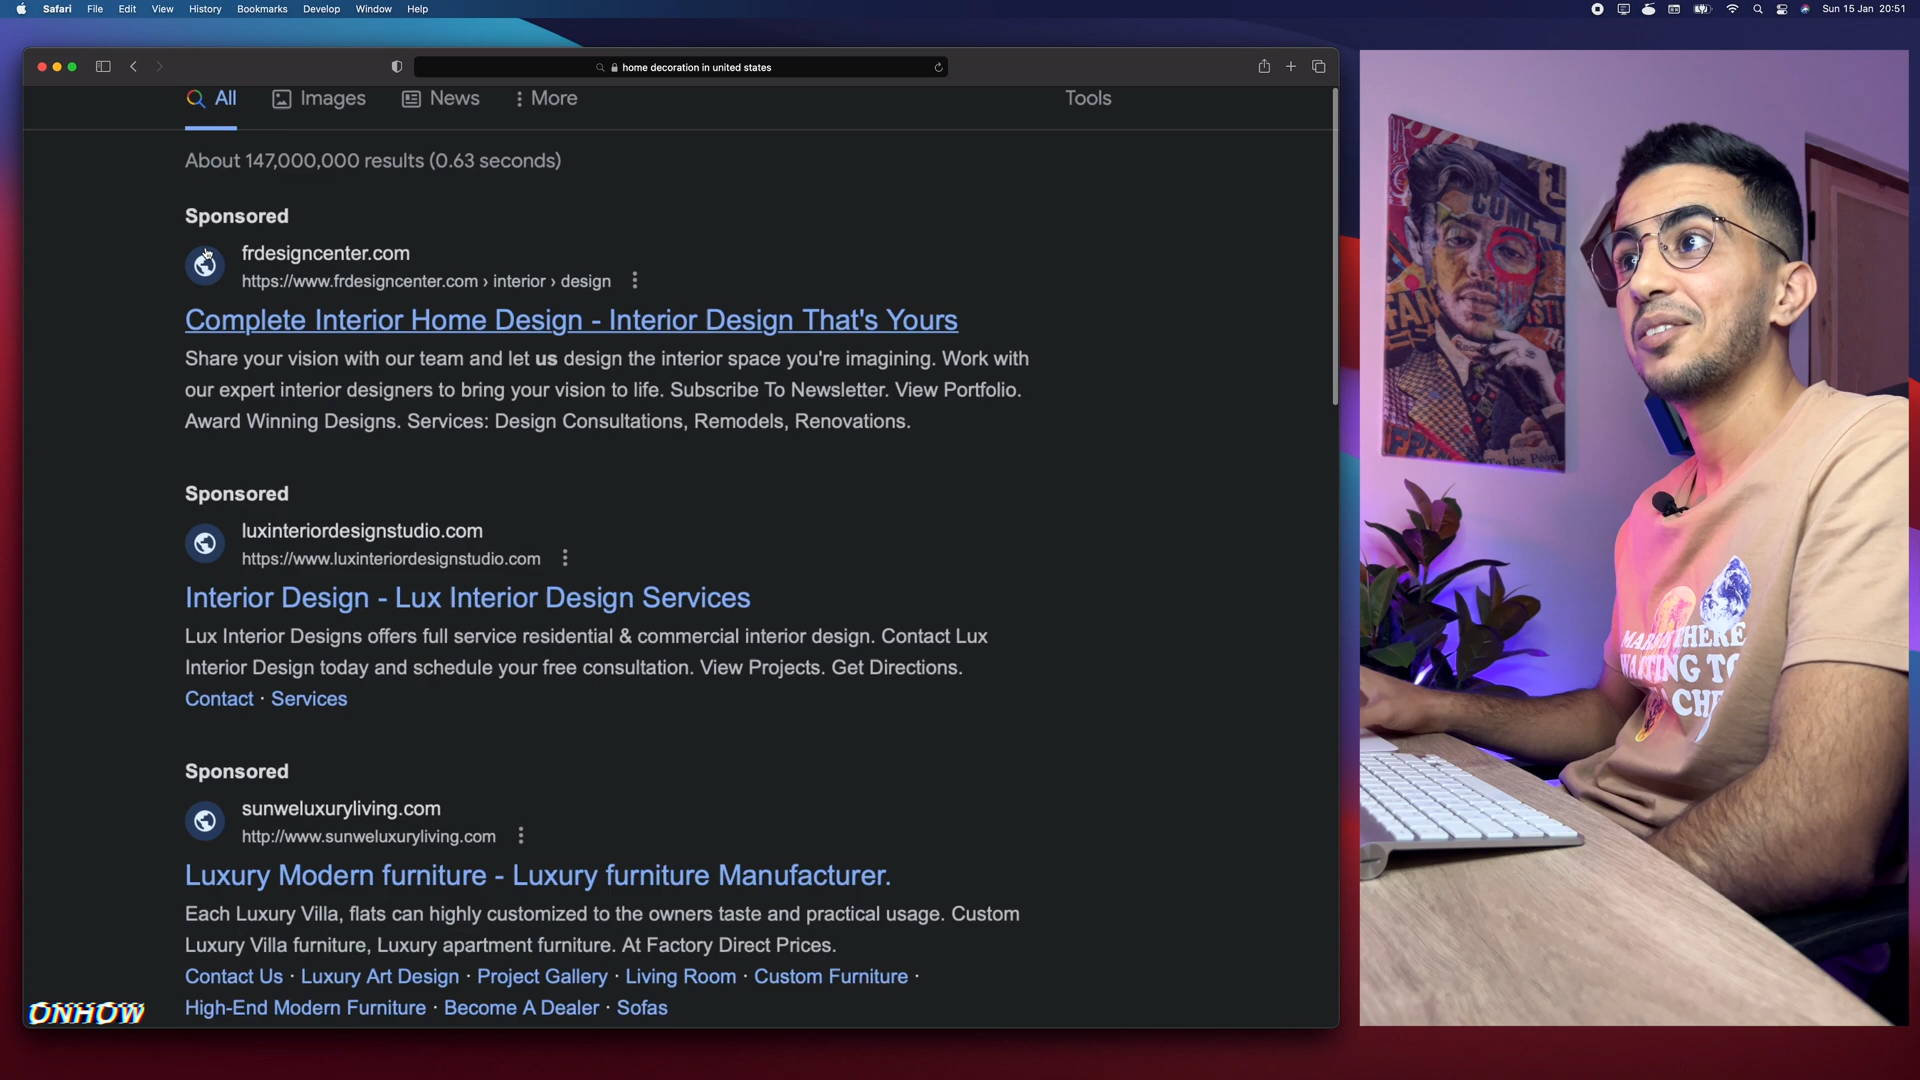 Safari File Edit View History Bookmarks Develop Window Help
Sun 15 Jan 20:51
home decoration in united states
All Images News More Tools
About 147,000,000 results (0.63 seconds)
Sponsored
frdesigncenter.com
https://www.frdesigncenter.com › interior › design
Complete Interior Home Design - Interior Design That's Yours
Share your vision with our team and let us design the interior space you're imagining. Work with
our expert interior designers to bring your vision to life. Subscribe To Newsletter. View Portfolio.
Award Winning Designs. Services: Design Consultations, Remodels, Renovations.
Sponsored
luxinteriordesignstudio.com
https://www.luxinteriordesignstudio.com
Interior Design - Lux Interior Design Services
Lux Interior Designs offers full service residential & commercial interior design. Contact Lux
Interior Design today and schedule your free consultation. View Projects. Get Directions.
Contact · Services
Sponsored
sunweluxuryliving.com
http://www.sunweluxuryliving.com
Luxury Modern furniture - Luxury furniture Manufacturer.
Each Luxury Villa, flats can highly customized to the owners taste and practical usage. Custom
Luxury Villa furniture, Luxury apartment furniture. At Factory Direct Prices.
Contact Us · Luxury Art Design · Project Gallery · Living Room · Custom Furniture ·
High-End Modern Furniture · Become A Dealer · Sofas
ONHOW
COME
To the People